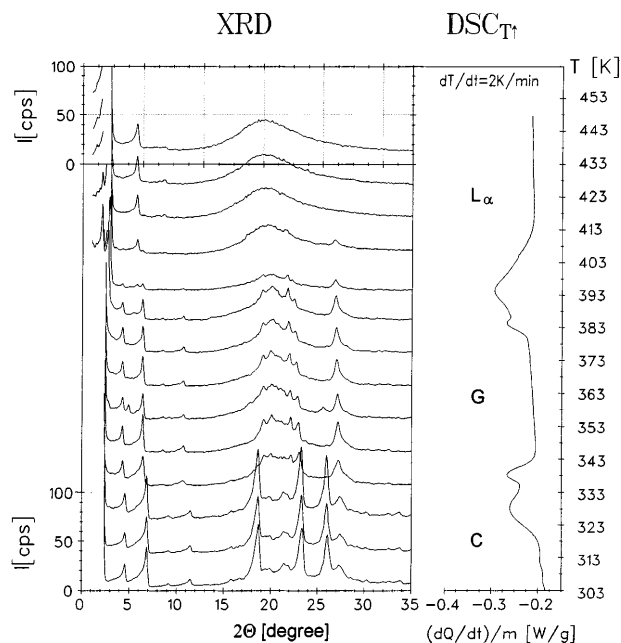 XRD DSC_T↑
100
50
0
I[cps]
dT/dt=2K/min
T [K]
453
443
433
423
413
403
393
383
373
363
353
343
333
323
313
303
L_α
G
C
100
50
0
I[cps]
0 5 10 15 20 25 30 35
2Θ [degree]
−0.4 −0.3 −0.2
(dQ/dt)/m [W/g]